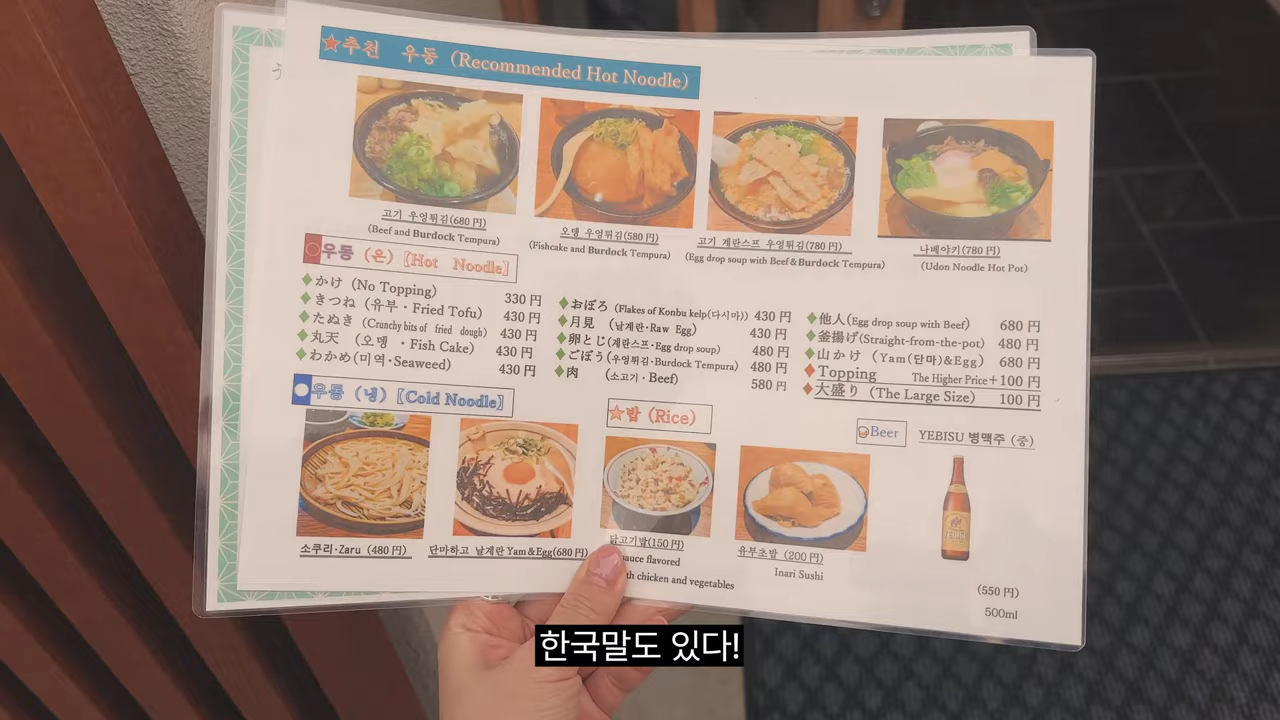 ★추천 우동 (Recommended Hot Noodle)
고기 우엉튀김(680円)
(Beef and Burdock Tempura)
오뎅 우엉튀김(580円)
(Fishcake and Burdock Tempura)
고기 계란스프 우엉튀김(780円)
(Egg drop soup with Beef&Burdock Tempura)
나베야키(780円)
(Udon Noodle Hot Pot)
우동 (온)【Hot Noodle】
◆かけ (No Topping) 330円
◆きつね (유부・Fried Tofu) 430円
◆たぬき (Crunchy bits of fried dough) 430円
◆丸天 (오뎅 ・Fish Cake) 430円
◆わかめ(미역·Seaweed) 430円
◆おぼろ (Flakes of Konbu kelp(다시마)) 430円
◆月見 (날계란·Raw Egg) 430円
◆卵とじ(계란스프·Egg drop soup) 480円
◆ごぼう(우엉튀김·Burdock Tempura) 480円
◆肉 (소고기·Beef) 580円
◆他人(Egg drop soup with Beef) 680円
◆釜揚げ(Straight-from-the-pot) 480円
◆山かけ (Yam(단마)&Egg) 680円
◆Topping The Higher Price+100円
◆大盛り (The Large Size) 100円
우동 (냉)【Cold Noodle】
소쿠리·Zaru (480円)
단마하고 날계란 Yam&Egg(680円)
☆밥 (Rice)
닭고기밥(150円)
sauce flavored
th chicken and vegetables
유부초밥 (200円)
Inari Sushi
Beer YEBISU 병맥주 (중)
(550円)
500ml
한국말도 있다!